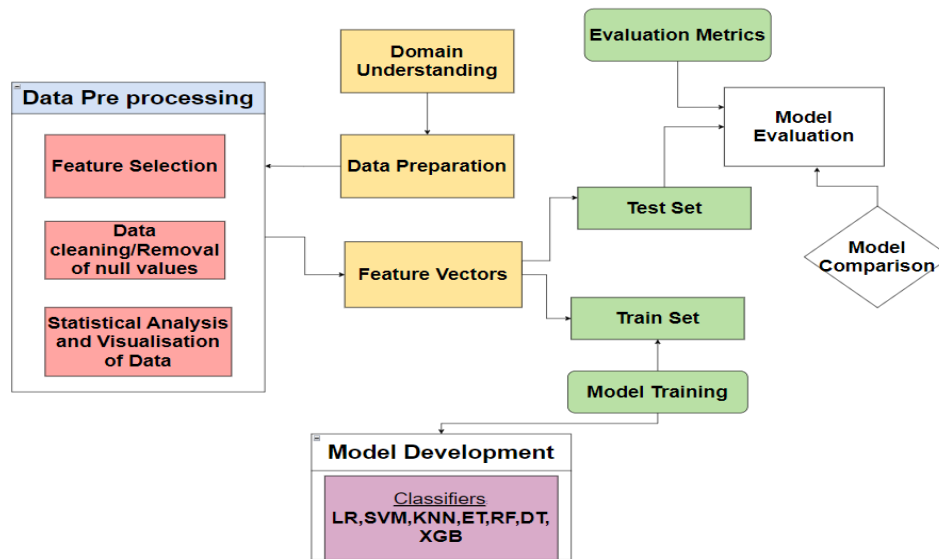 Evaluation Metrics
Domain
Understanding
Data Pre processing
Model
Evaluation
Feature Selection
Data Preparation
Test Set
Data
cleaning/Removal
of null values
Feature Vectors
Model
Comparison
Statistical Analysis
and Visualisation
of Data
Train Set
Model Training
Model Development
Classifiers
LR,SVM,KNN,ET,RF,DT,
XGB